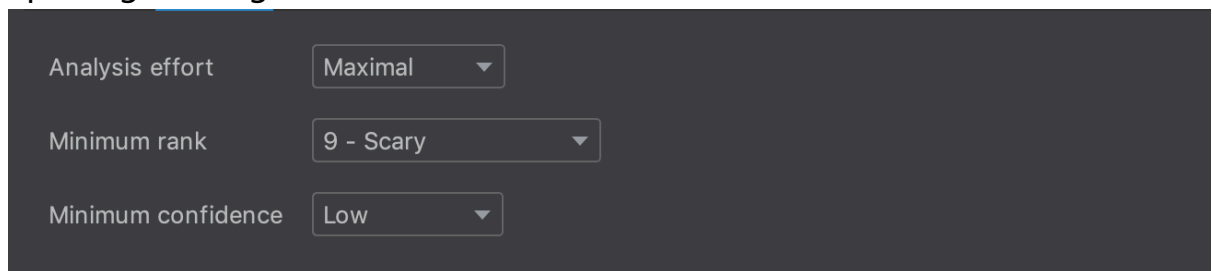 Analysis effort Maximal
Minimum rank 9 - Scary
Minimum confidence Low